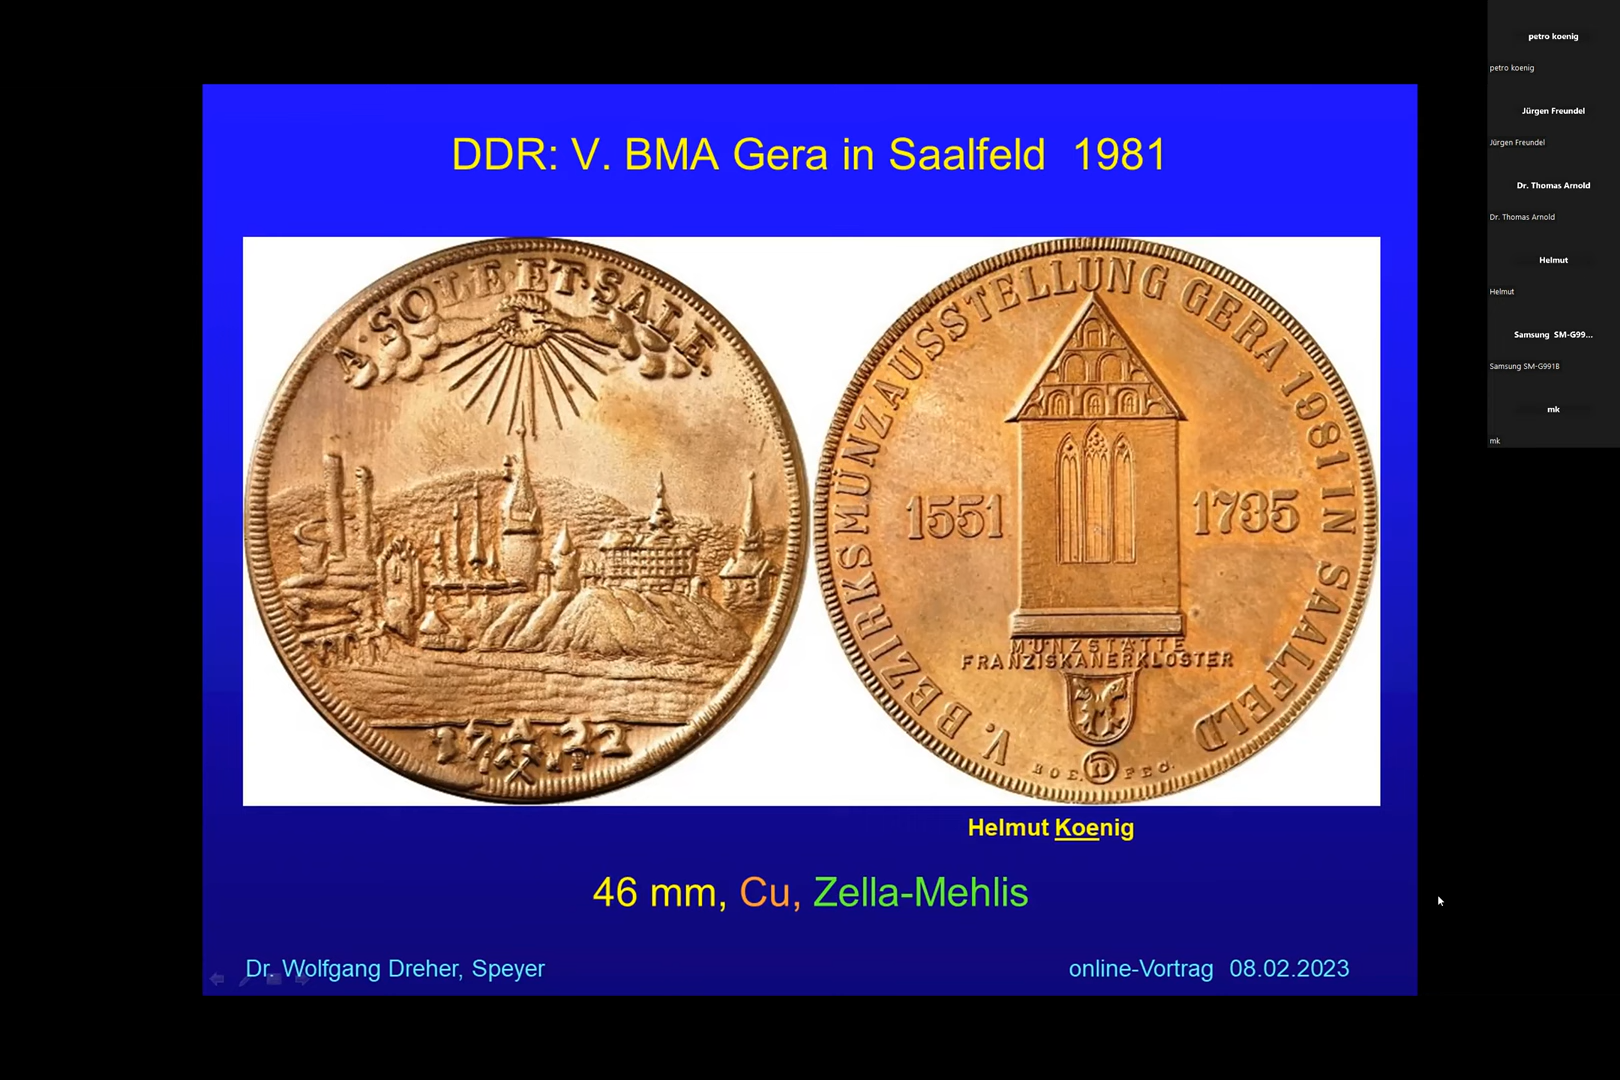 DDR: V. BMA Gera in Saalfeld 1981
A·SOLE·ET·SALE
1722
V. BEZIRKSMÜNZAUSSTELLUNG GERA 1981 IN SAALFELD
1551
1735
MÜNZSTÄTTE
FRANZISKANERKLOSTER
BOE. B FEC.
Helmut Koenig
46 mm, Cu, Zella-Mehlis
Dr. Wolfgang Dreher, Speyer
online-Vortrag 08.02.2023
petro koenig
petro koenig
Jürgen Freundel
Jürgen Freundel
Dr. Thomas Arnold
Dr. Thomas Arnold
Helmut
Helmut
Samsung SM-G99...
Samsung SM-G991B
mk
mk